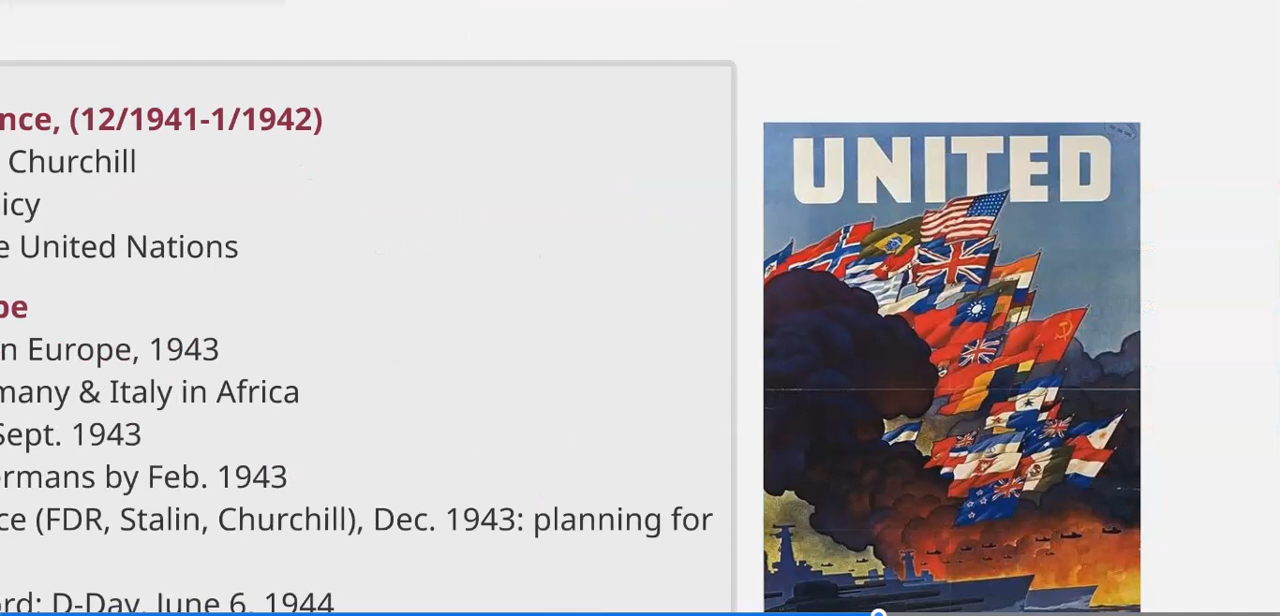 nce, (12/1941-1/1942)
Churchill
icy
e United Nations
pe
n Europe, 1943
many & Italy in Africa
Sept. 1943
ermans by Feb. 1943
ce (FDR, Stalin, Churchill), Dec. 1943: planning for
ord: D-Day, June 6, 1944
UNITED